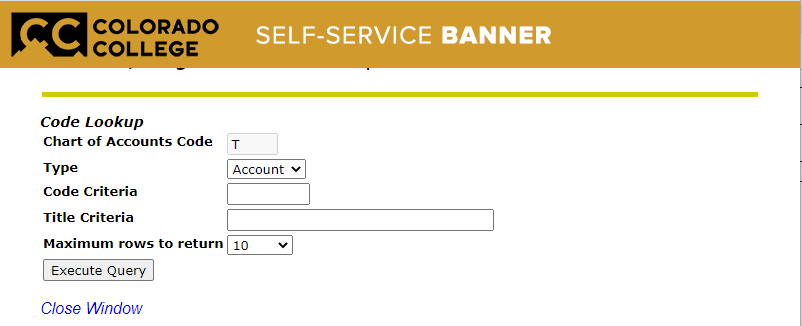 COLORADO
COLLEGE
SELF-SERVICE BANNER
Code Lookup
Chart of Accounts Code T
Type Account
Code Criteria
Title Criteria
Maximum rows to return 10
Execute Query
Close Window